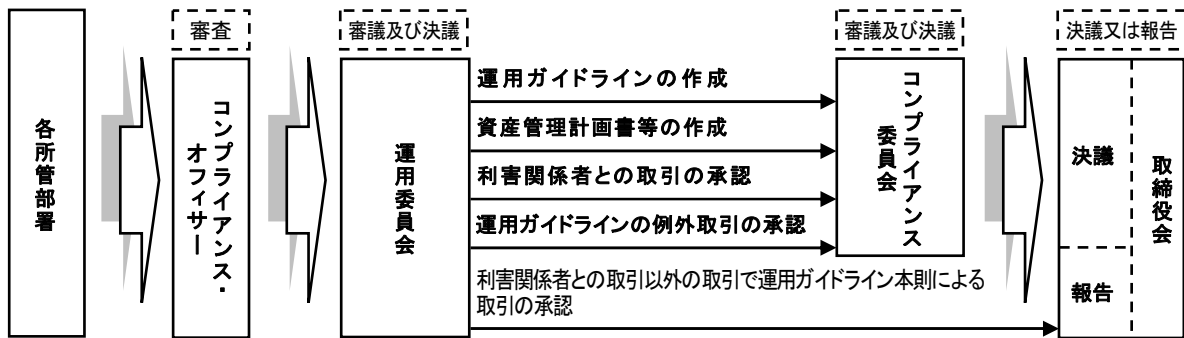 審査
審議及び決議
審議及び決議
決議又は報告
各所管部署
コンプライアンス・
オフィサー
運用委員会
運用ガイドラインの作成
資産管理計画書等の作成
利害関係者との取引の承認
運用ガイドラインの例外取引の承認
利害関係者との取引以外の取引で運用ガイドライン本則による
取引の承認
コンプライアンス
委員会
決議
報告
取締役会